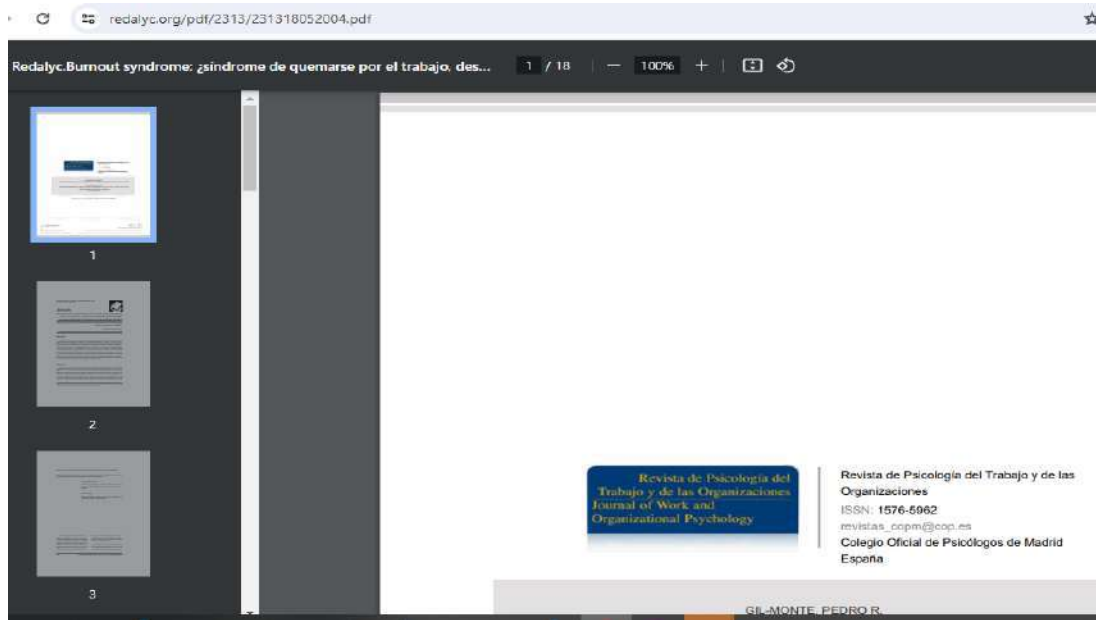 redalyc.org/pdf/2313/231318052004.pdf
Redalyc.Burnout syndrome: ¿síndrome de quemarse por el trabajo, des... 1 / 18 | — 100% + |
1
2
3
Revista de Psicología del
Trabajo y de las Organizaciones
Journal of Work and
Organizational Psychology
Revista de Psicología del Trabajo y de las
Organizaciones
ISSN: 1576-5962
revistas_copm@cop.es
Colegio Oficial de Psicólogos de Madrid
España
GIL-MONTE, PEDRO R.